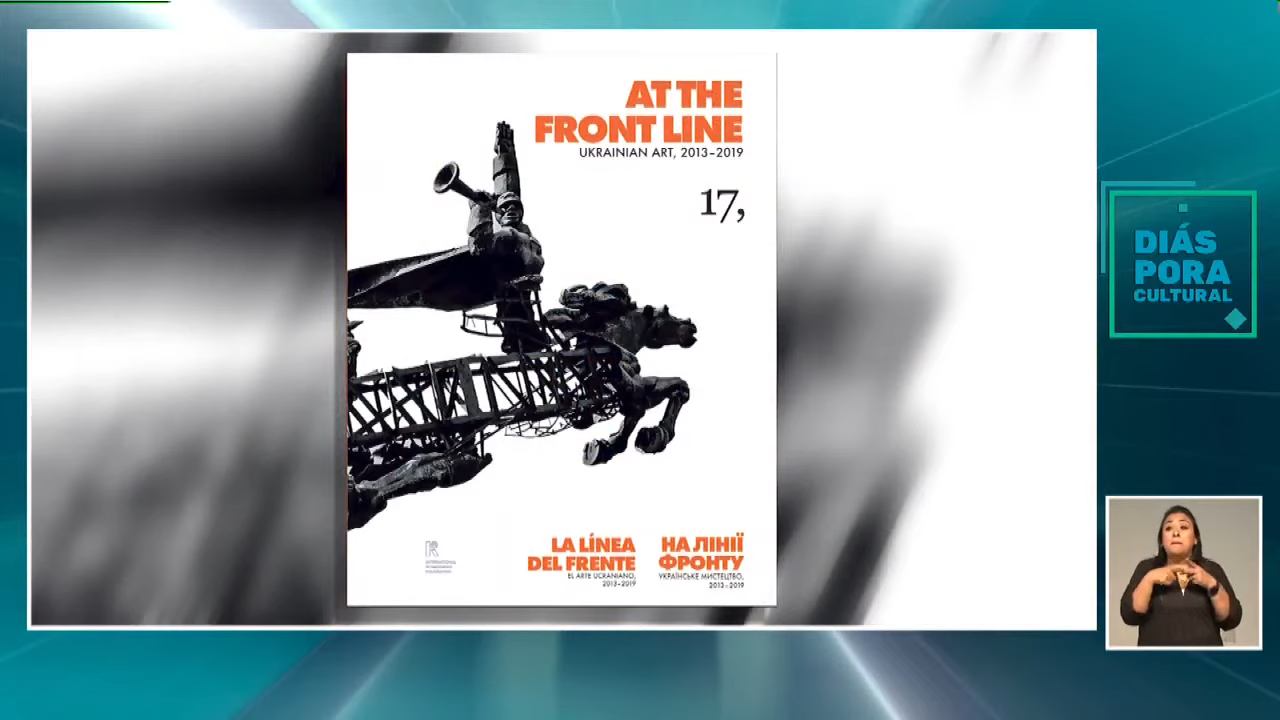 AT THE
FRONT LINE
UKRAINIAN ART, 2013–2019
17,
LA LÍNEA
DEL FRENTE
EL ARTE UCRANIANO,
2013–2019
НА ЛІНІЇ
ФРОНТУ
УКРАЇНСЬКЕ МИСТЕЦТВО,
2013–2019
DIÁS
PORA
CULTURAL